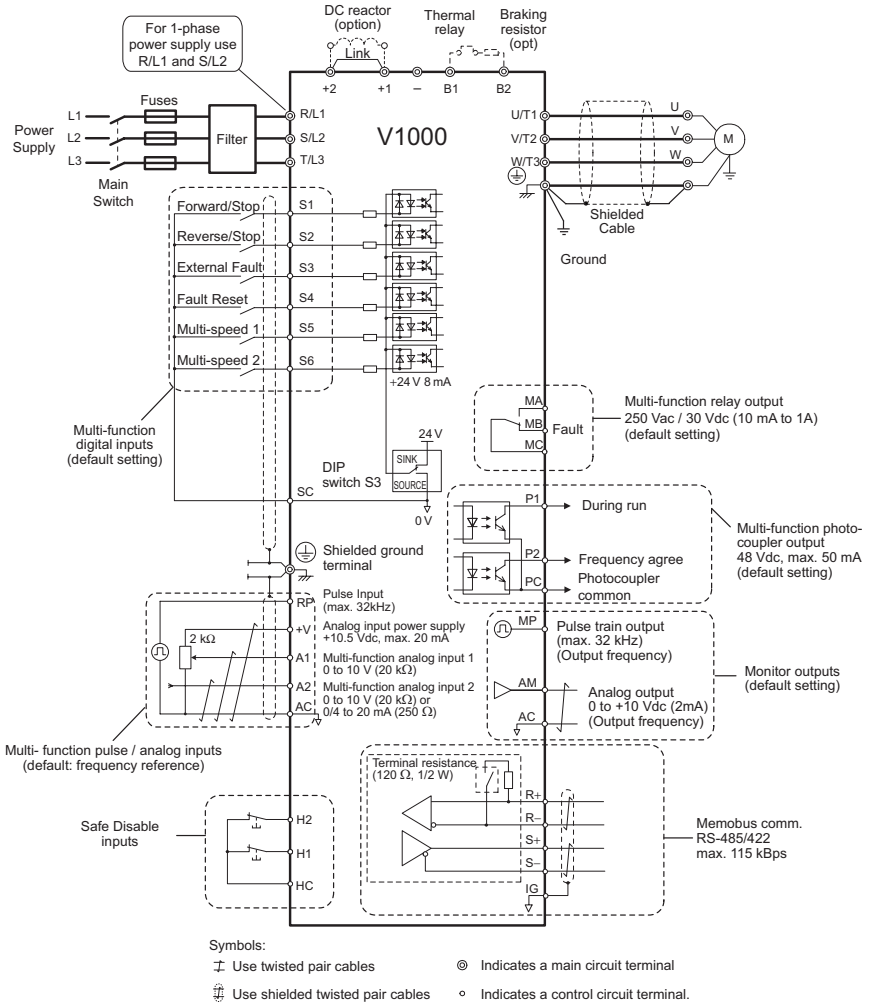 DC reactor
(option)
Link
Thermal
relay
Braking
resistor
(opt)
For 1-phase
power supply use
R/L1 and S/L2
+2
+1
–
B1
B2
Fuses
L1
L2
L3
Power
Supply
Main
Switch
Filter
R/L1
S/L2
T/L3
V1000
U/T1
V/T2
W/T3
U
V
W
M
Shielded
Cable
Ground
Forward/Stop
S1
Reverse/Stop
S2
External Fault
S3
Fault Reset
S4
Multi-speed 1
S5
Multi-speed 2
S6
+24 V 8 mA
Multi-function
digital inputs
(default setting)
24 V
SINK
SOURCE
0 V
DIP
switch S3
SC
MA
MB
MC
Fault
Multi-function relay output
250 Vac / 30 Vdc (10 mA to 1A)
(default setting)
P1
During run
P2
Frequency agree
PC
Photocoupler
common
Multi-function photo-
coupler output
48 Vdc, max. 50 mA
(default setting)
Shielded ground
terminal
RP
Pulse Input
(max. 32kHz)
+V
Analog input power supply
+10.5 Vdc, max. 20 mA
2 kΩ
A1
Multi-function analog input 1
0 to 10 V (20 kΩ)
A2
Multi-function analog input 2
0 to 10 V (20 kΩ) or
0/4 to 20 mA (250 Ω)
AC
Multi- function pulse / analog inputs
(default: frequency reference)
MP
Pulse train output
(max. 32 kHz)
(Output frequency)
AM
Analog output
0 to +10 Vdc (2mA)
(Output frequency)
AC
Monitor outputs
(default setting)
Terminal resistance
(120 Ω, 1/2 W)
R+
R−
S+
S−
IG
Memobus comm.
RS-485/422
max. 115 kBps
Safe Disable
inputs
H2
H1
HC
Symbols:
Use twisted pair cables
Indicates a main circuit terminal
Use shielded twisted pair cables
Indicates a control circuit terminal.